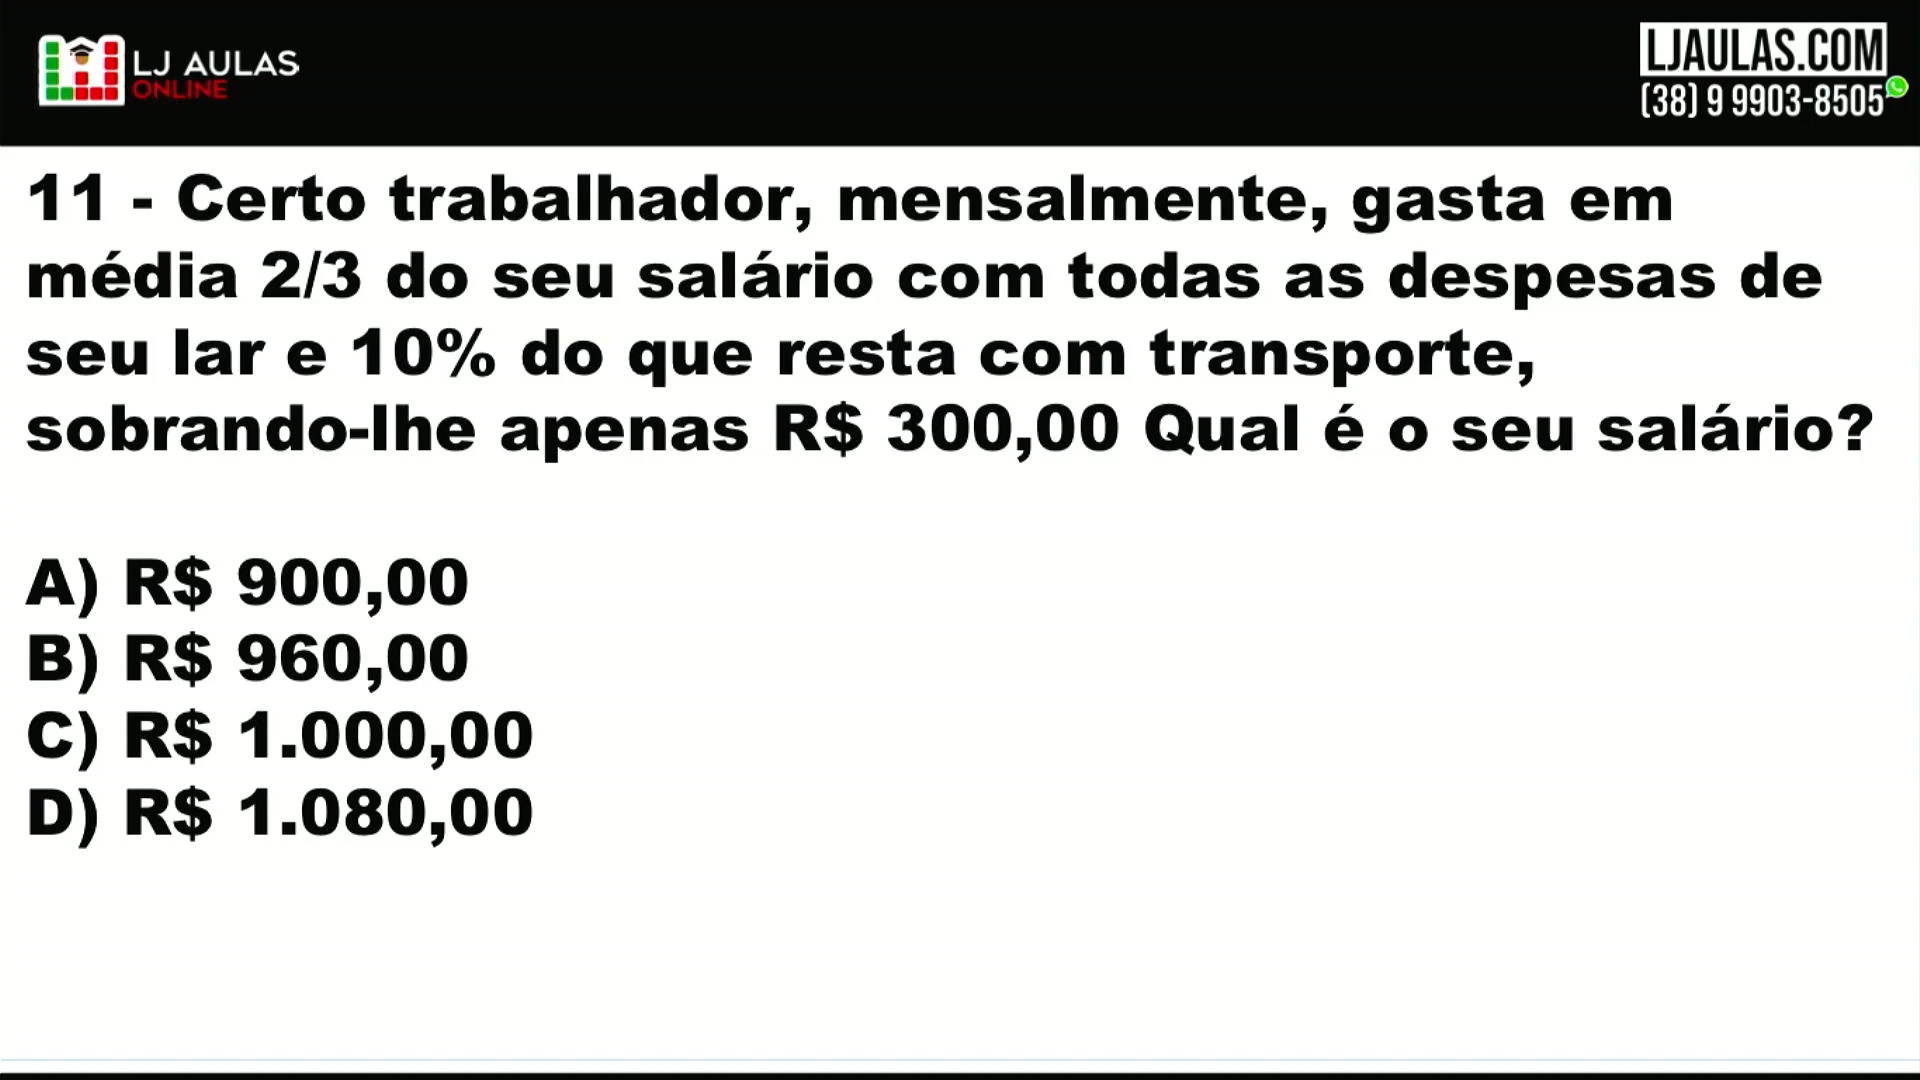 LJ AULAS
ONLINE
LJAULAS.COM
(38) 9 9903-8505
11 - Certo trabalhador, mensalmente, gasta em
média 2/3 do seu salário com todas as despesas de
seu lar e 10% do que resta com transporte,
sobrando-lhe apenas R$ 300,00 Qual é o seu salário?
A) R$ 900,00
B) R$ 960,00
C) R$ 1.000,00
D) R$ 1.080,00